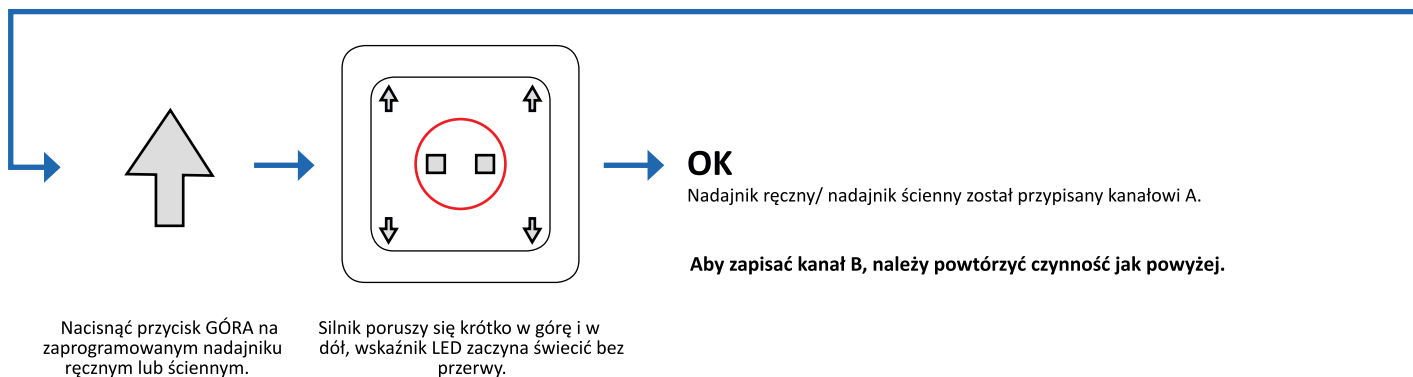 OK
Nadajnik ręczny/ nadajnik ścienny został przypisany kanałowi A.
Aby zapisać kanał B, należy powtórzyć czynność jak powyżej.
Nacisnąć przycisk GÓRA na
zaprogramowanym nadajniku
ręcznym lub ściennym.
Silnik poruszy się krótko w górę i w
dół, wskaźnik LED zaczyna świecić bez
przerwy.